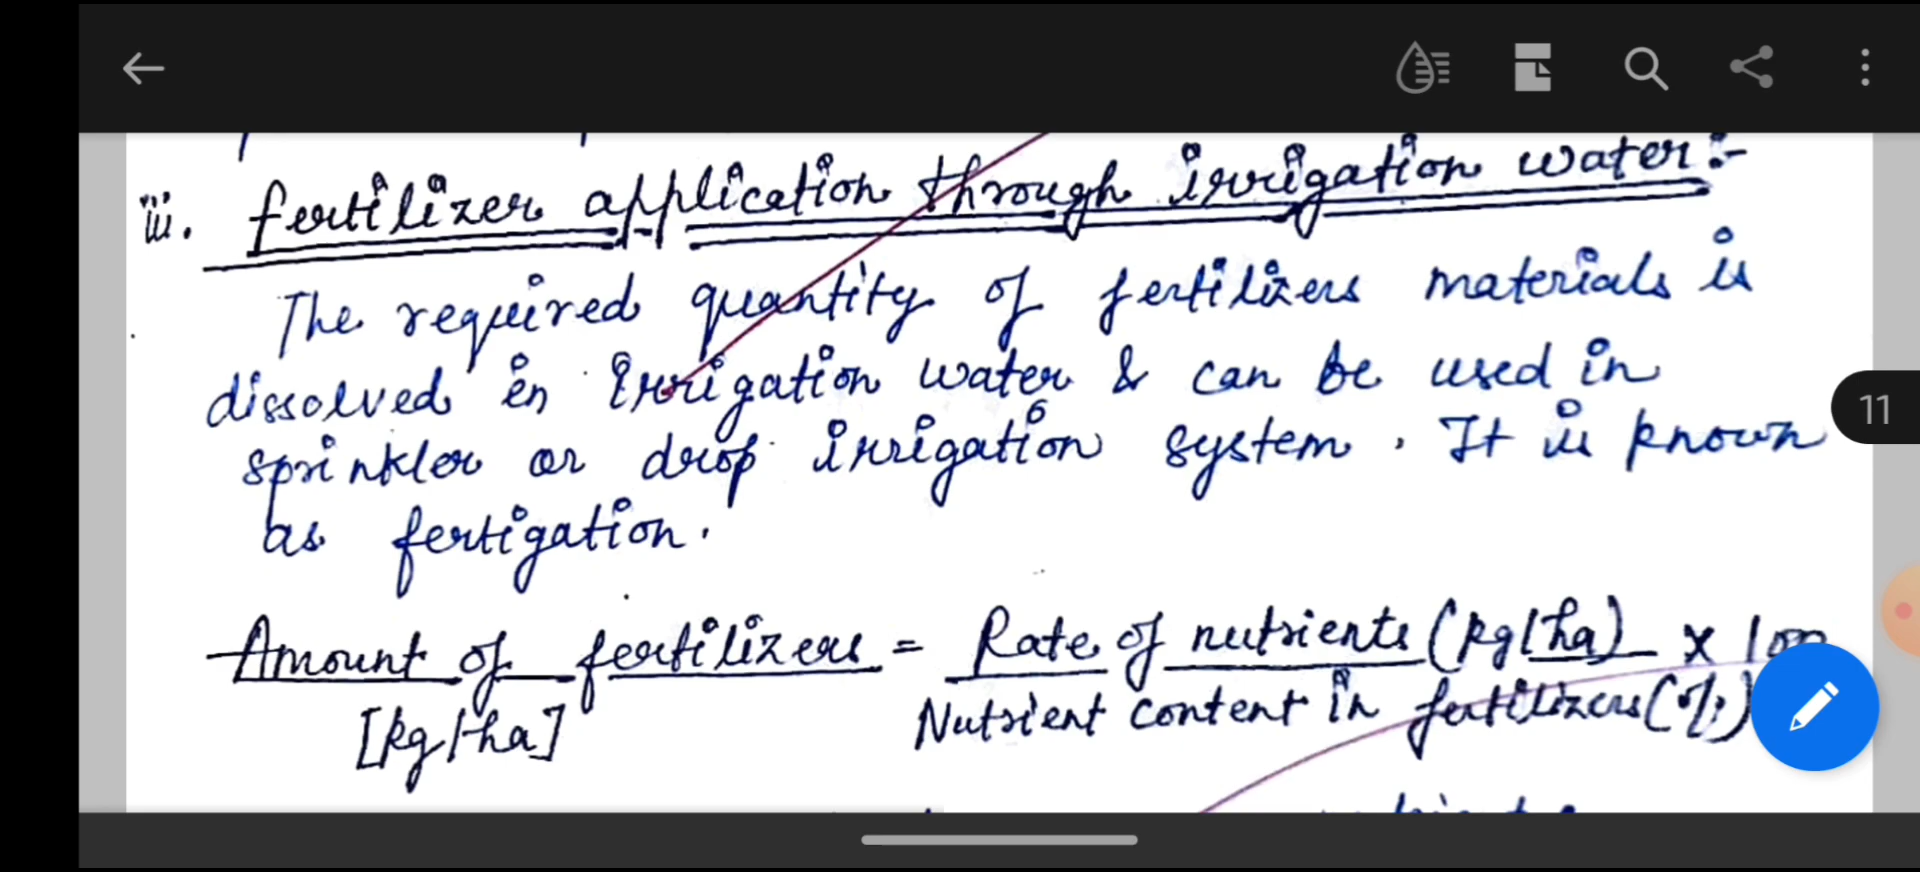 iii. fertilizer application through irrigation water :-
The required quantity of fertilizers materials is
dissolved in irrigation water & can be used in
sprinkler or drop irrigation system. It is known
as fertigation.
Amount of fertilizers = Rate of nutrients (kg/ha) x 100
[kg/ha] Nutrient content in fertilizers (%)
11